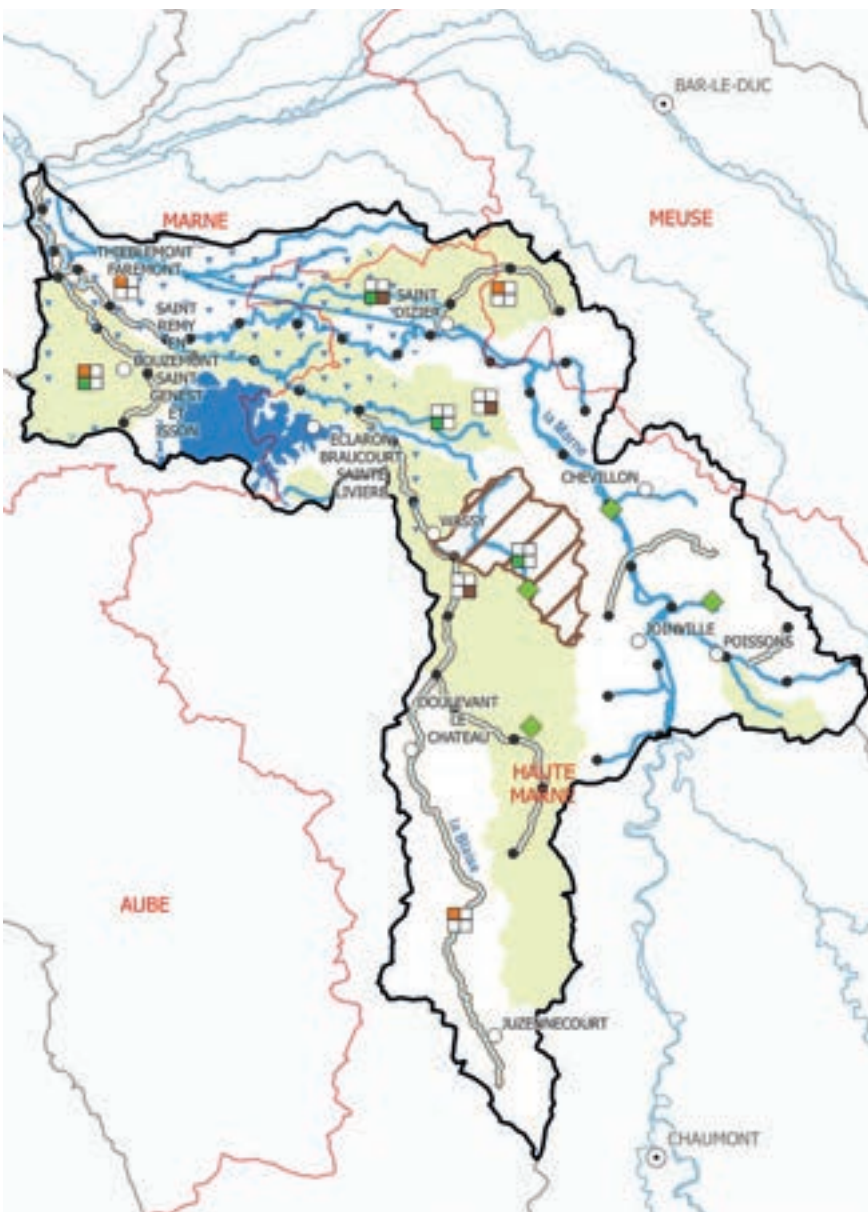 BAR-LE-DUC
MARNE
MEUSE
THIEBLEMONT
FAREMONT
SAINT
DIZIER
SAINT
REMY
EN
BOUZEMONT
SAINT
GENEST
ET
ISSON
la Marne
ECLARON
BRAUCOURT
SAINTE
LIVIERE
CHEVILLON
WASSY
JOINVILLE
POISSONS
DOULEVANT
LE
CHATEAU
HAUTE
MARNE
la Blaise
AUBE
JUZENNECOURT
CHAUMONT